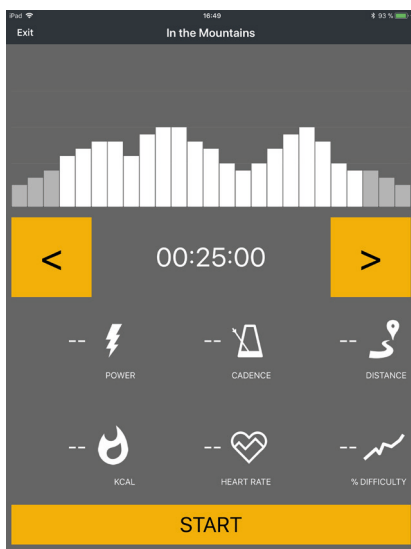 iPad 16:49 93 %
Exit In the Mountains
< 00:25:00 >
-- -- --
POWER CADENCE DISTANCE
-- -- --
KCAL HEART RATE % DIFFICULTY
START